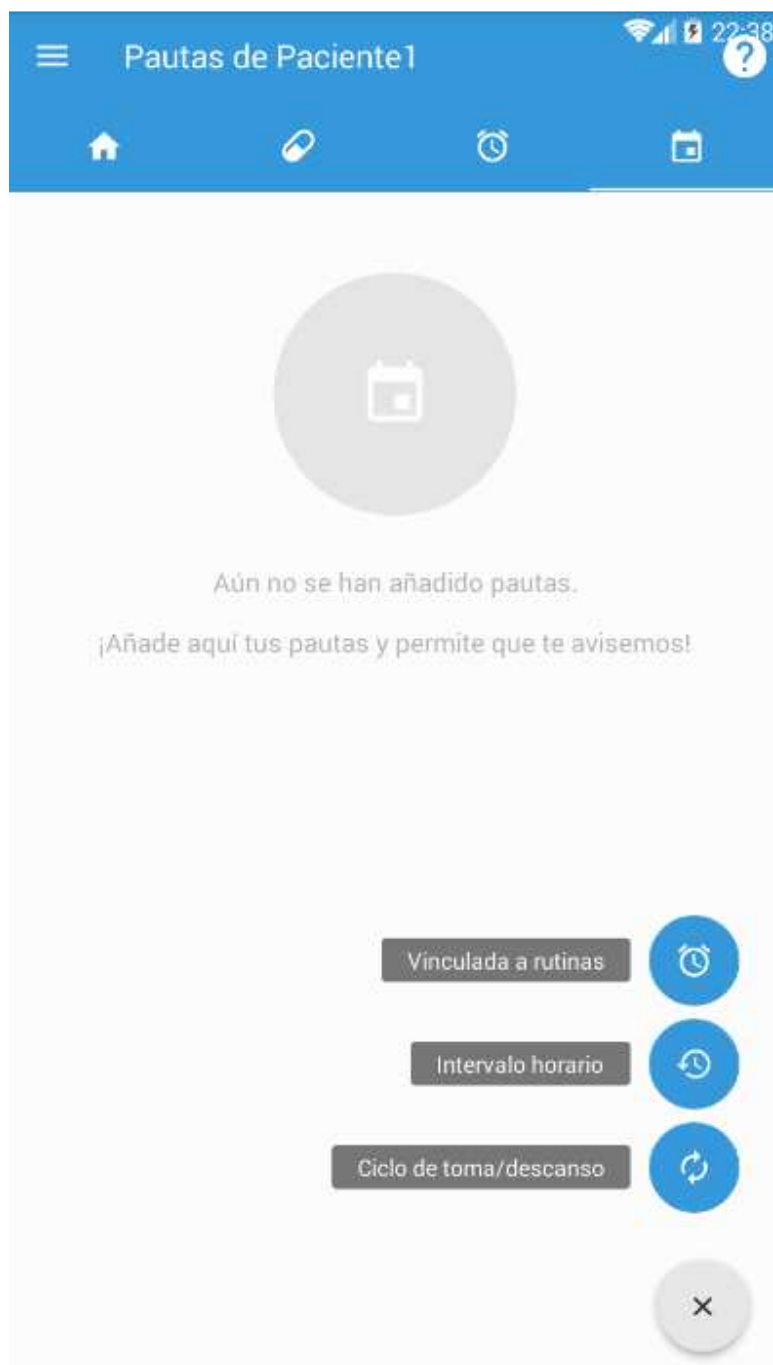 22:38
Pautas de Paciente1
?
Aún no se han añadido pautas.
¡Añade aquí tus pautas y permite que te avisemos!
Vinculada a rutinas
Intervalo horario
Ciclo de toma/descanso